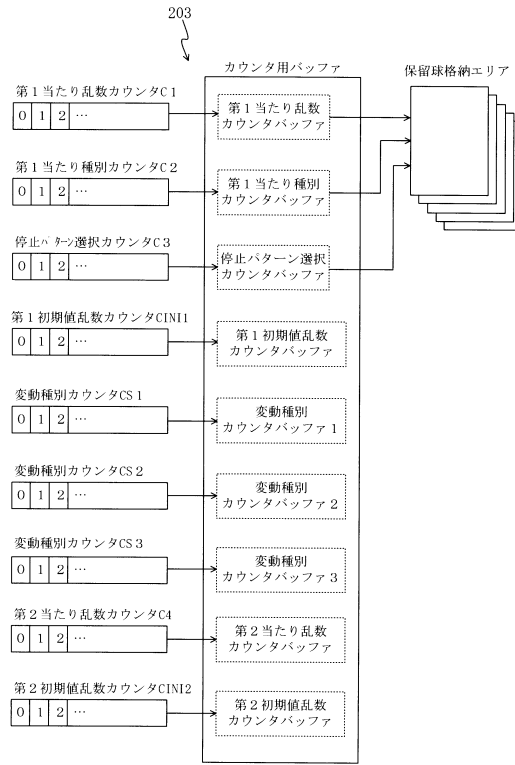 203
カウンタ用バッファ
保留球格納エリア
第1当たり乱数カウンタC1
0 1 2 …
第1当たり乱数
カウンタバッファ
第1当たり種別カウンタC2
0 1 2 …
第1当たり種別
カウンタバッファ
停止パターン選択カウンタC3
0 1 2 …
停止パターン選択
カウンタバッファ
第1初期値乱数カウンタCINI1
0 1 2 …
第1初期値乱数
カウンタバッファ
変動種別カウンタCS1
0 1 2 …
変動種別
カウンタバッファ1
変動種別カウンタCS2
0 1 2 …
変動種別
カウンタバッファ2
変動種別カウンタCS3
0 1 2 …
変動種別
カウンタバッファ3
第2当たり乱数カウンタC4
0 1 2 …
第2当たり乱数
カウンタバッファ
第2初期値乱数カウンタCINI2
0 1 2 …
第2初期値乱数
カウンタバッファ